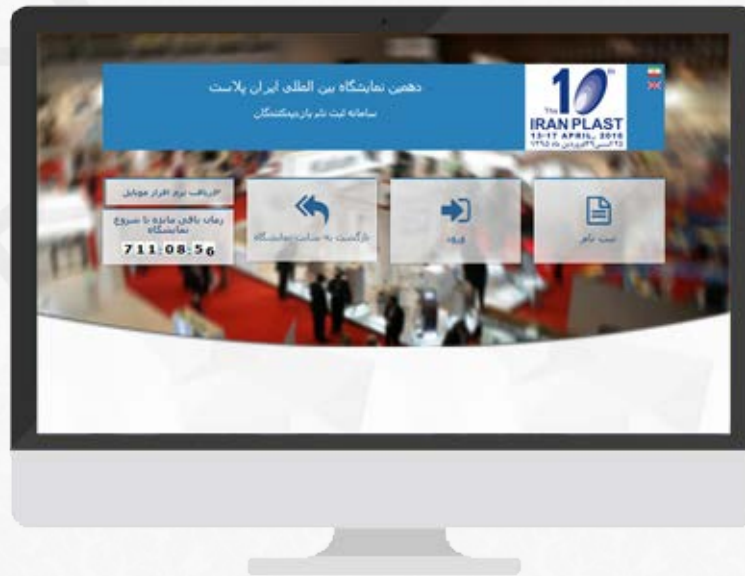 دهمین نمایشگاه بین المللی ایران پلاست
سامانه ثبت نام بازدیدکنندگان
10th
The
IRAN PLAST
13-17 APRIL, 2016
ثبت نام
ورود
بازگشت به سایت نمایشگاه
دریافت نرم افزار موبایل
زمان باقی مانده تا شروع
نمایشگاه
711:08:56